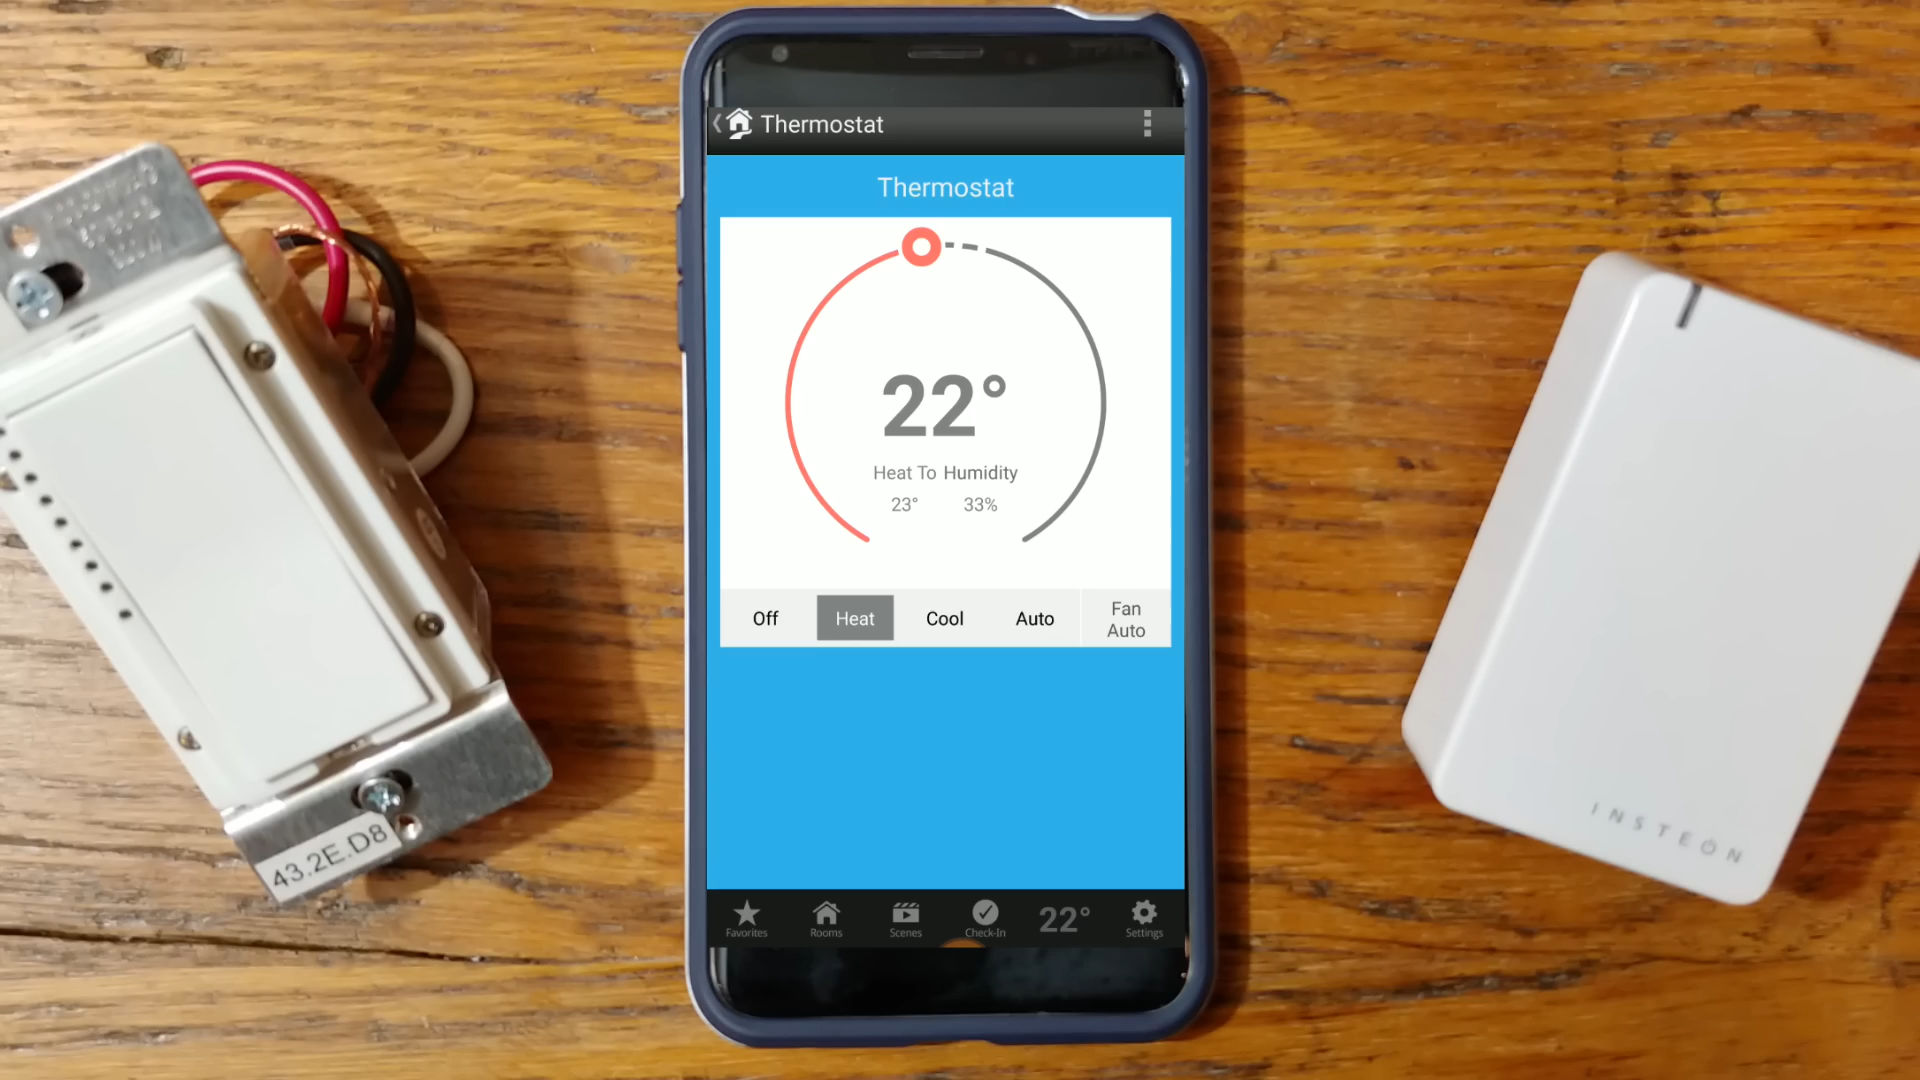 Thermostat
Thermostat
22°
Heat To Humidity
23° 33%
Off Heat Cool Auto Fan Auto
Favorites Rooms Scenes Check-In 22° Settings
43.2E.D8
INSTEON